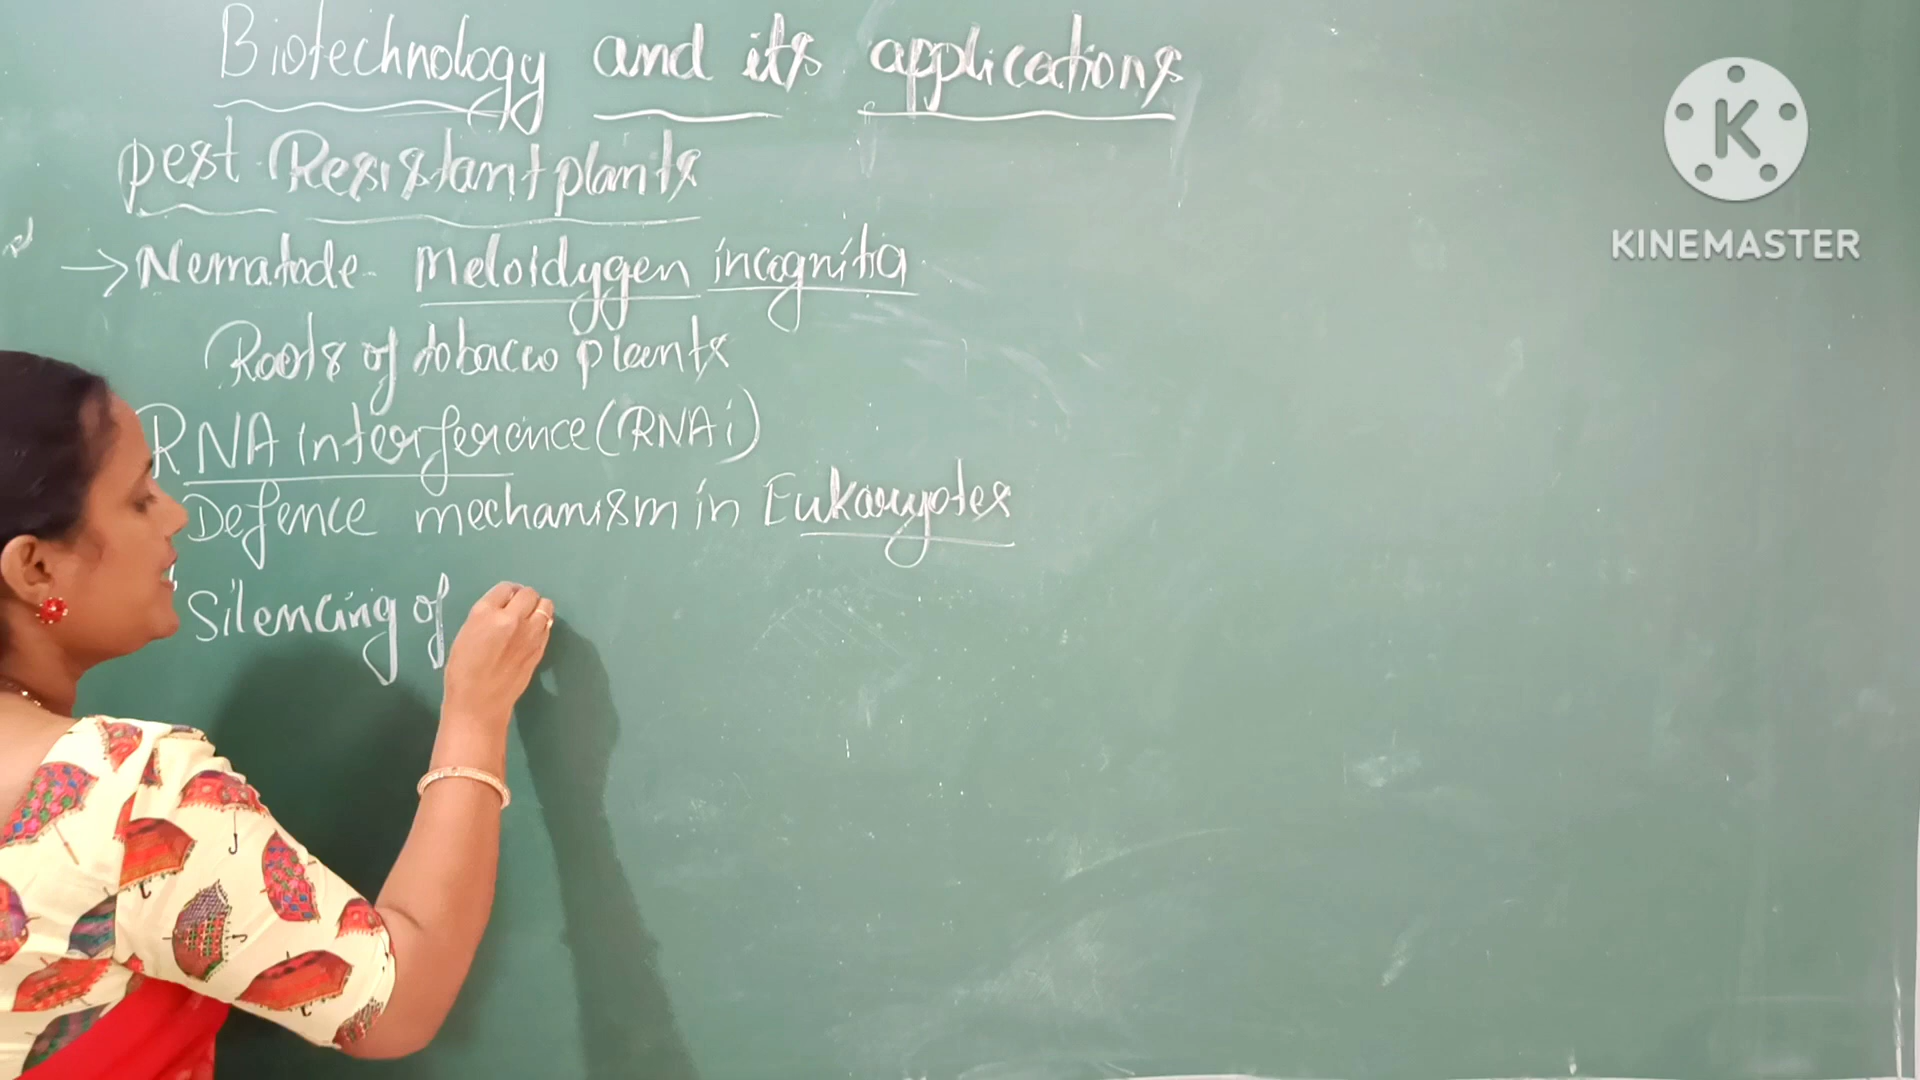 Biotechnology and its applications
pest Resistant plants
→ Nematode - Meloidygen incognitia
Roots of tobacco plants
RNA interference (RNAi)
Defence mechanism in Eukaryotes
Silencing of
K
KINEMASTER